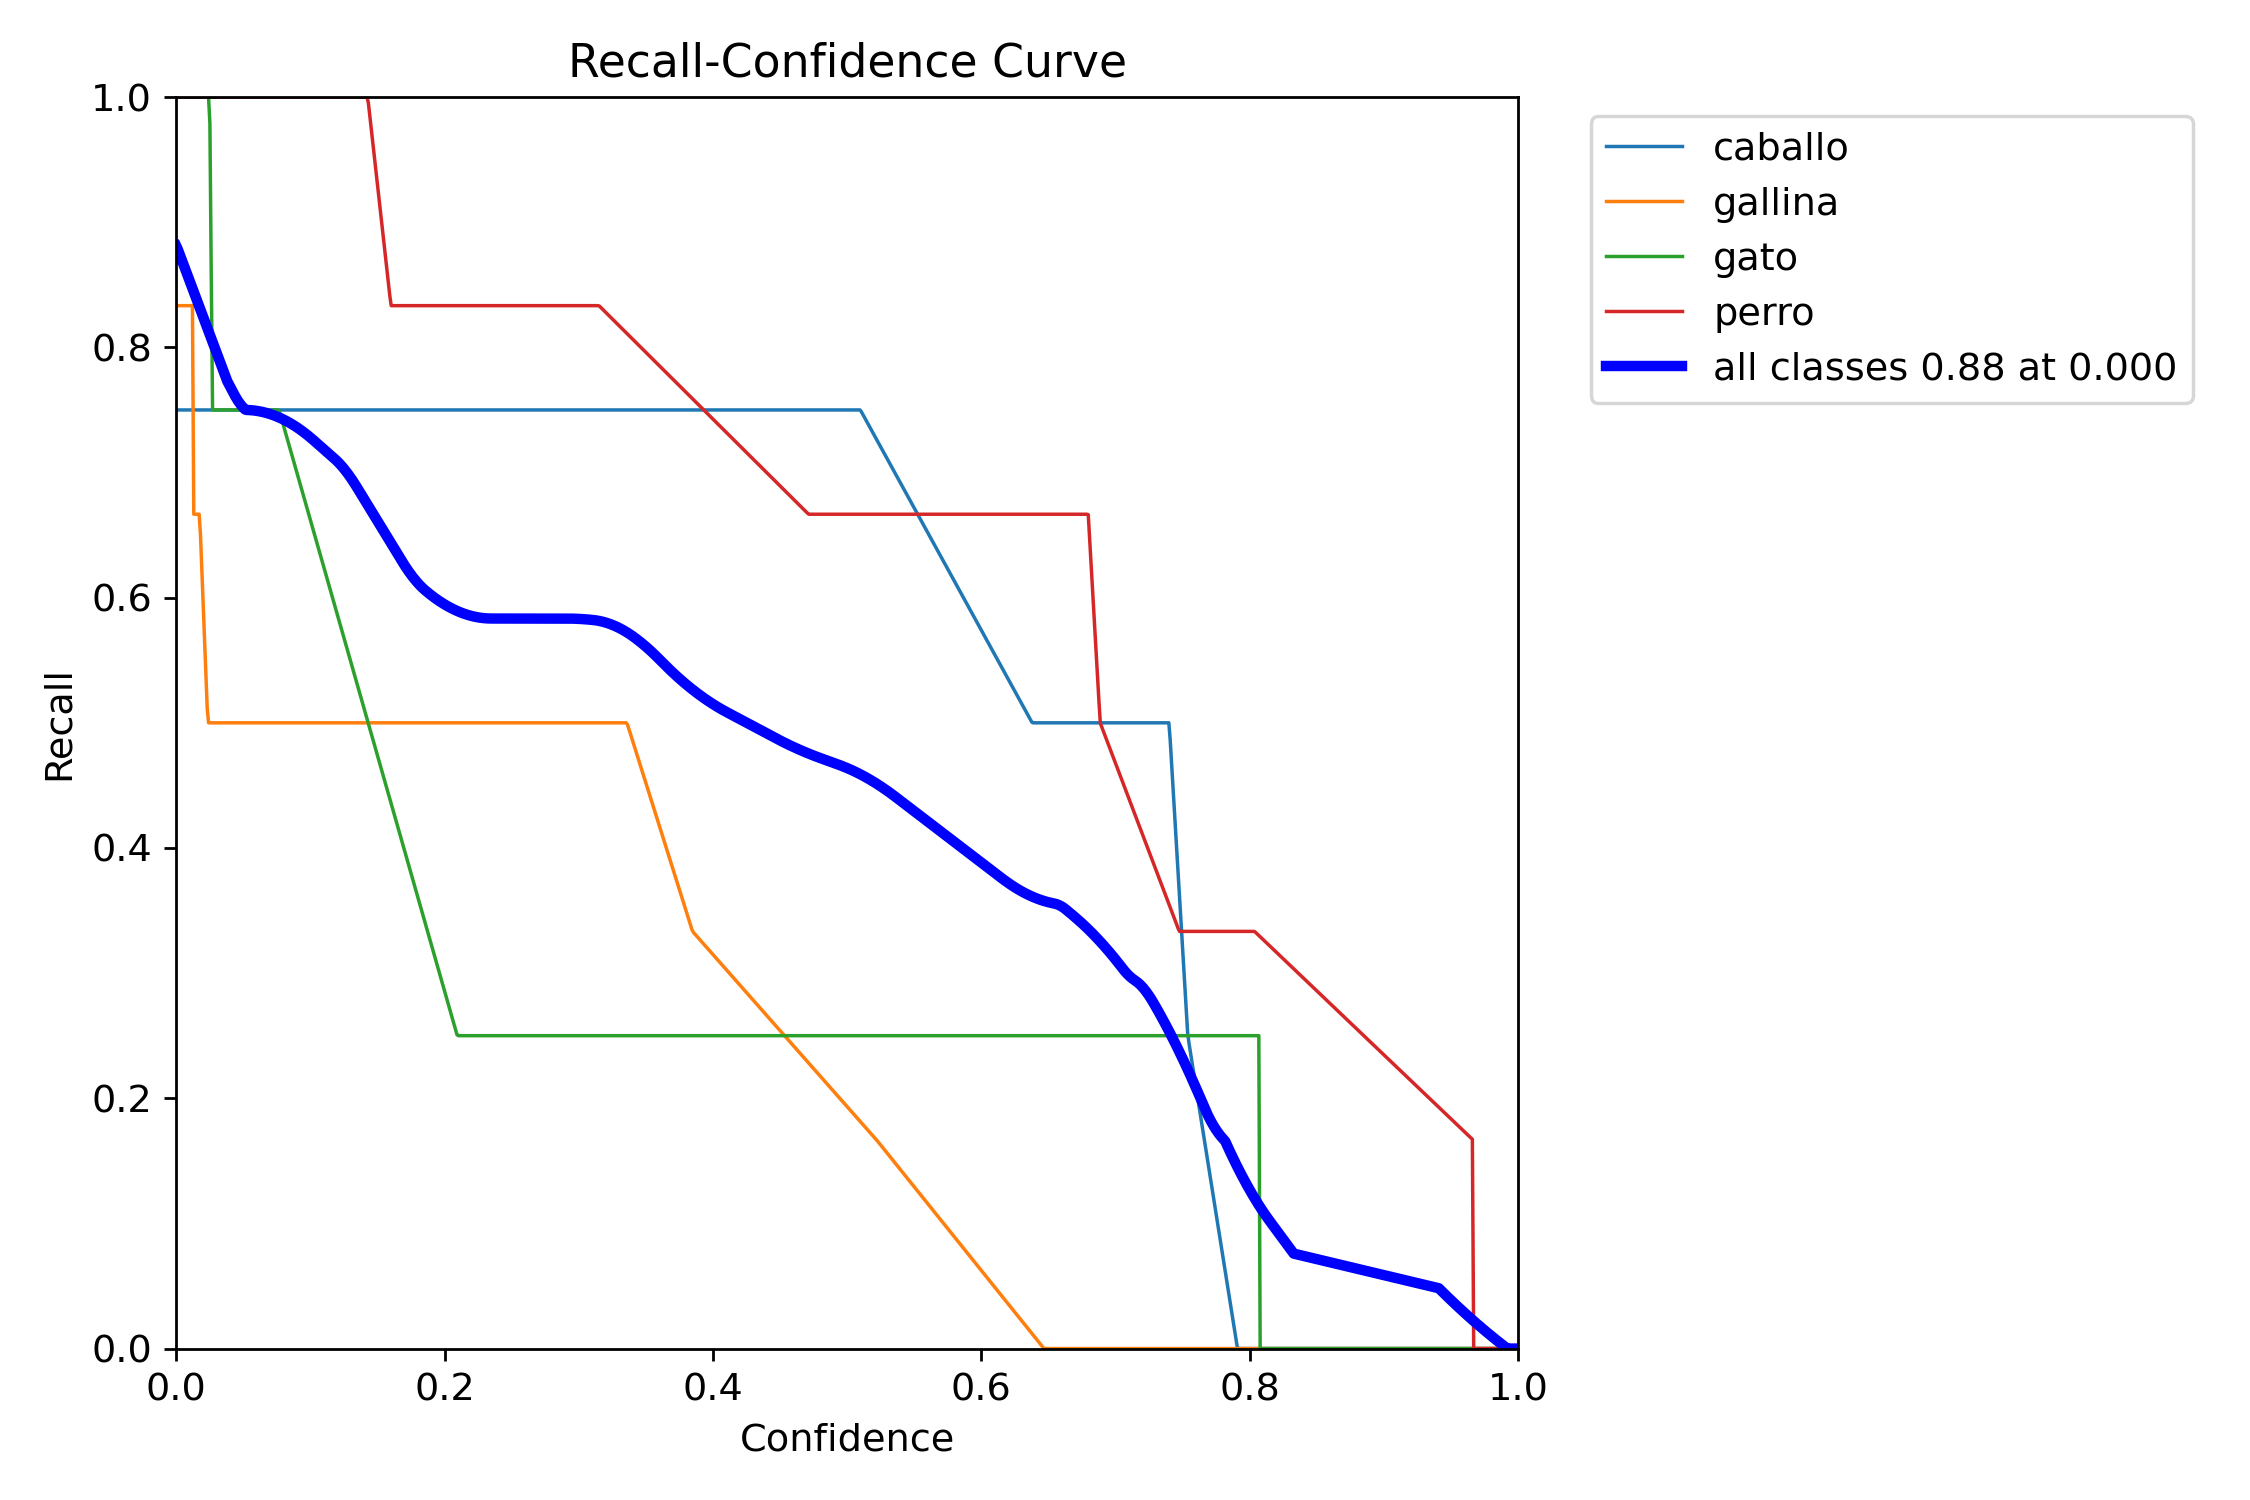 Recall-Confidence Curve
1.0
0.8
0.6
0.4
0.2
0.0
Recall
0.0 0.2 0.4 0.6 0.8 1.0
Confidence
caballo
gallina
gato
perro
all classes 0.88 at 0.000